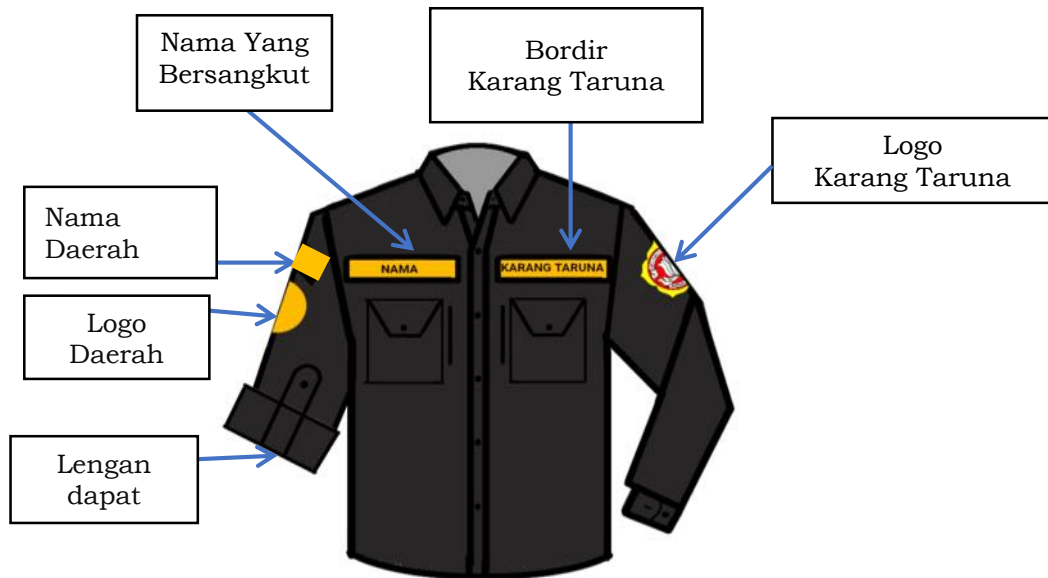 Nama Yang
Bersangkut
Bordir
Karang Taruna
Logo
Karang Taruna
Nama
Daerah
NAMA
KARANG TARUNA
Logo
Daerah
Lengan
dapat